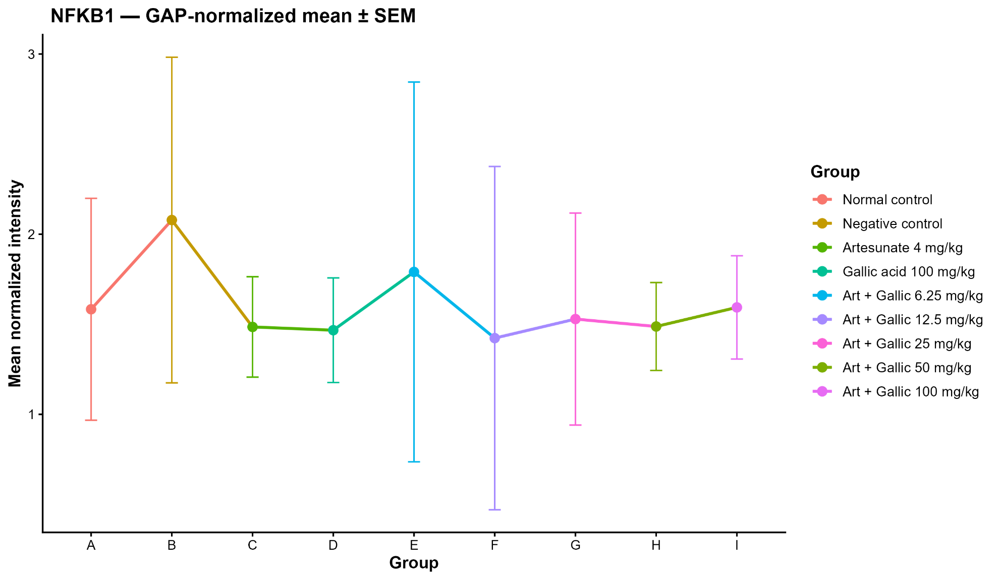 NFKB1 — GAP-normalized mean ± SEM
Mean normalized intensity
3
2
1
A B C D E F G H I
Group
Group
Normal control
Negative control
Artesunate 4 mg/kg
Gallic acid 100 mg/kg
Art + Gallic 6.25 mg/kg
Art + Gallic 12.5 mg/kg
Art + Gallic 25 mg/kg
Art + Gallic 50 mg/kg
Art + Gallic 100 mg/kg